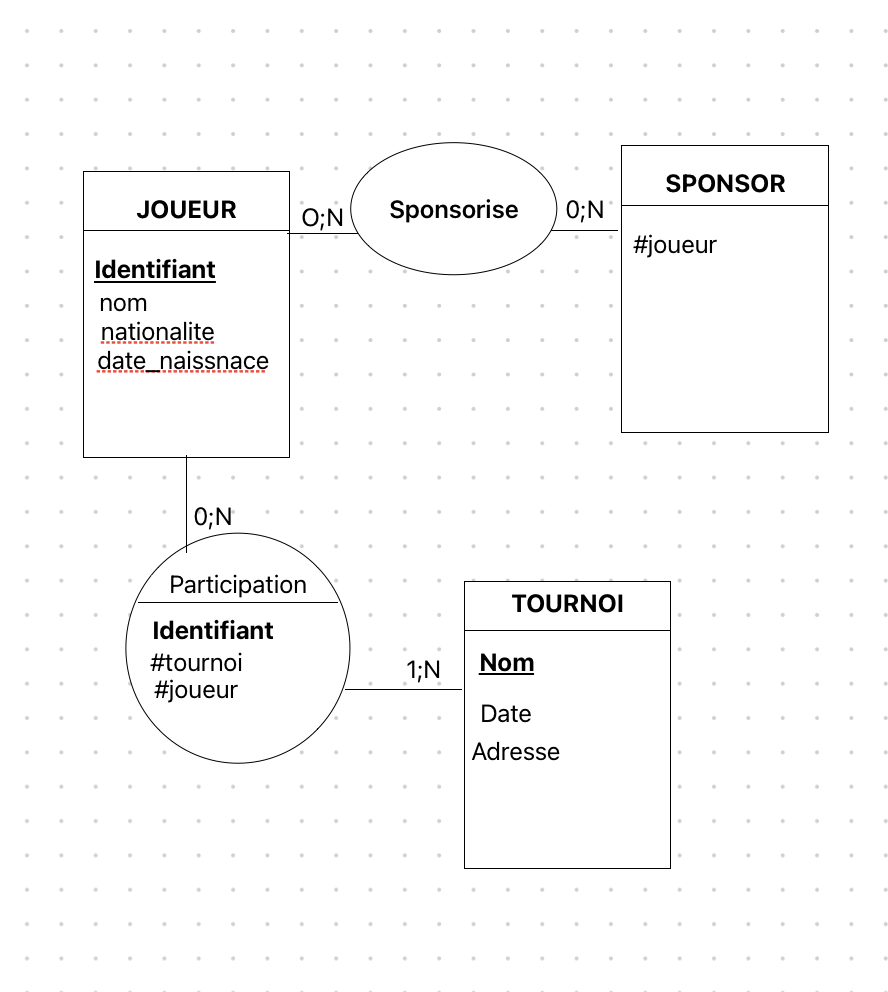 JOUEUR
Identifiant
nom
nationalite
date_naissnace
O;N
Sponsorise
0;N
SPONSOR
#joueur
0;N
Participation
Identifiant
#tournoi
#joueur
1;N
TOURNOI
Nom
Date
Adresse